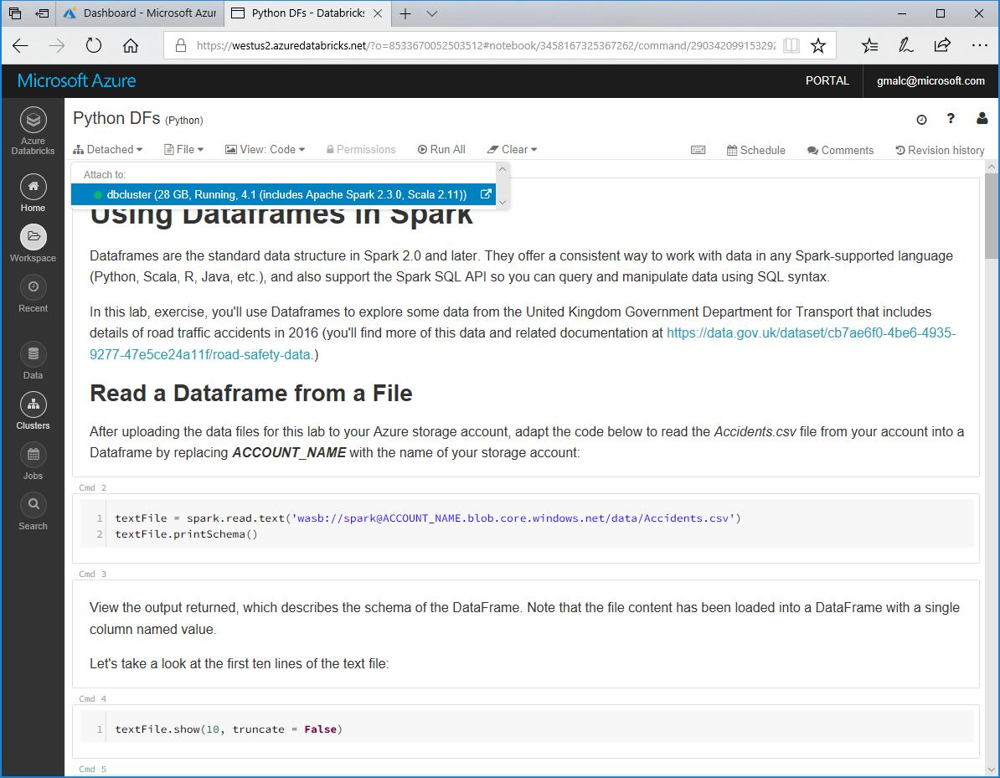 Dashboard - Microsoft Azur
Python DFs - Databricks
https://westus2.azuredatabricks.net/?o=8533670052503512#notebook/3458167325367262/command/29034209915329
Microsoft Azure
PORTAL
gmalc@microsoft.com
Azure
Databricks
Home
Workspace
Recent
Data
Clusters
Jobs
Search
Python DFs (Python)
?
Detached File View: Code Permissions Run All Clear Schedule Comments Revision history
Attach to:
dbcluster (28 GB, Running, 4.1 (includes Apache Spark 2.3.0, Scala 2.11))
Using Dataframes in Spark
Dataframes are the standard data structure in Spark 2.0 and later. They offer a consistent way to work with data in any Spark-supported language
(Python, Scala, R, Java, etc.), and also support the Spark SQL API so you can query and manipulate data using SQL syntax.
In this lab, exercise, you'll use Dataframes to explore some data from the United Kingdom Government Department for Transport that includes
details of road traffic accidents in 2016 (you'll find more of this data and related documentation at https://data.gov.uk/dataset/cb7ae6f0-4be6-4935-
9277-47e5ce24a11f/road-safety-data.)
Read a Dataframe from a File
After uploading the data files for this lab to your Azure storage account, adapt the code below to read the Accidents.csv file from your account into a
Dataframe by replacing ACCOUNT_NAME with the name of your storage account:
Cmd 2
1 textFile = spark.read.text('wasb://spark@ACCOUNT_NAME.blob.core.windows.net/data/Accidents.csv')
2 textFile.printSchema()
Cmd 3
View the output returned, which describes the schema of the DataFrame. Note that the file content has been loaded into a DataFrame with a single
column named value.
Let's take a look at the first ten lines of the text file:
Cmd 4
1 textFile.show(10, truncate = False)
Cmd 5